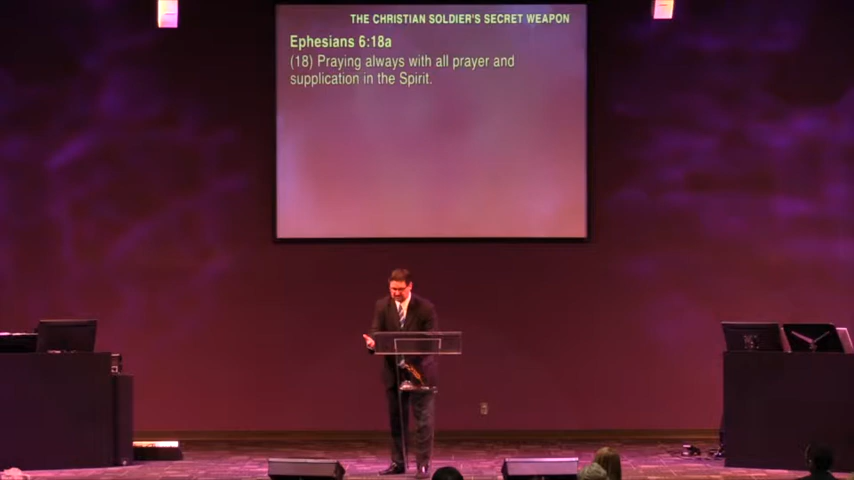 THE CHRISTIAN SOLDIER'S SECRET WEAPON
Ephesians 6:18a
(18) Praying always with all prayer and
supplication in the Spirit.